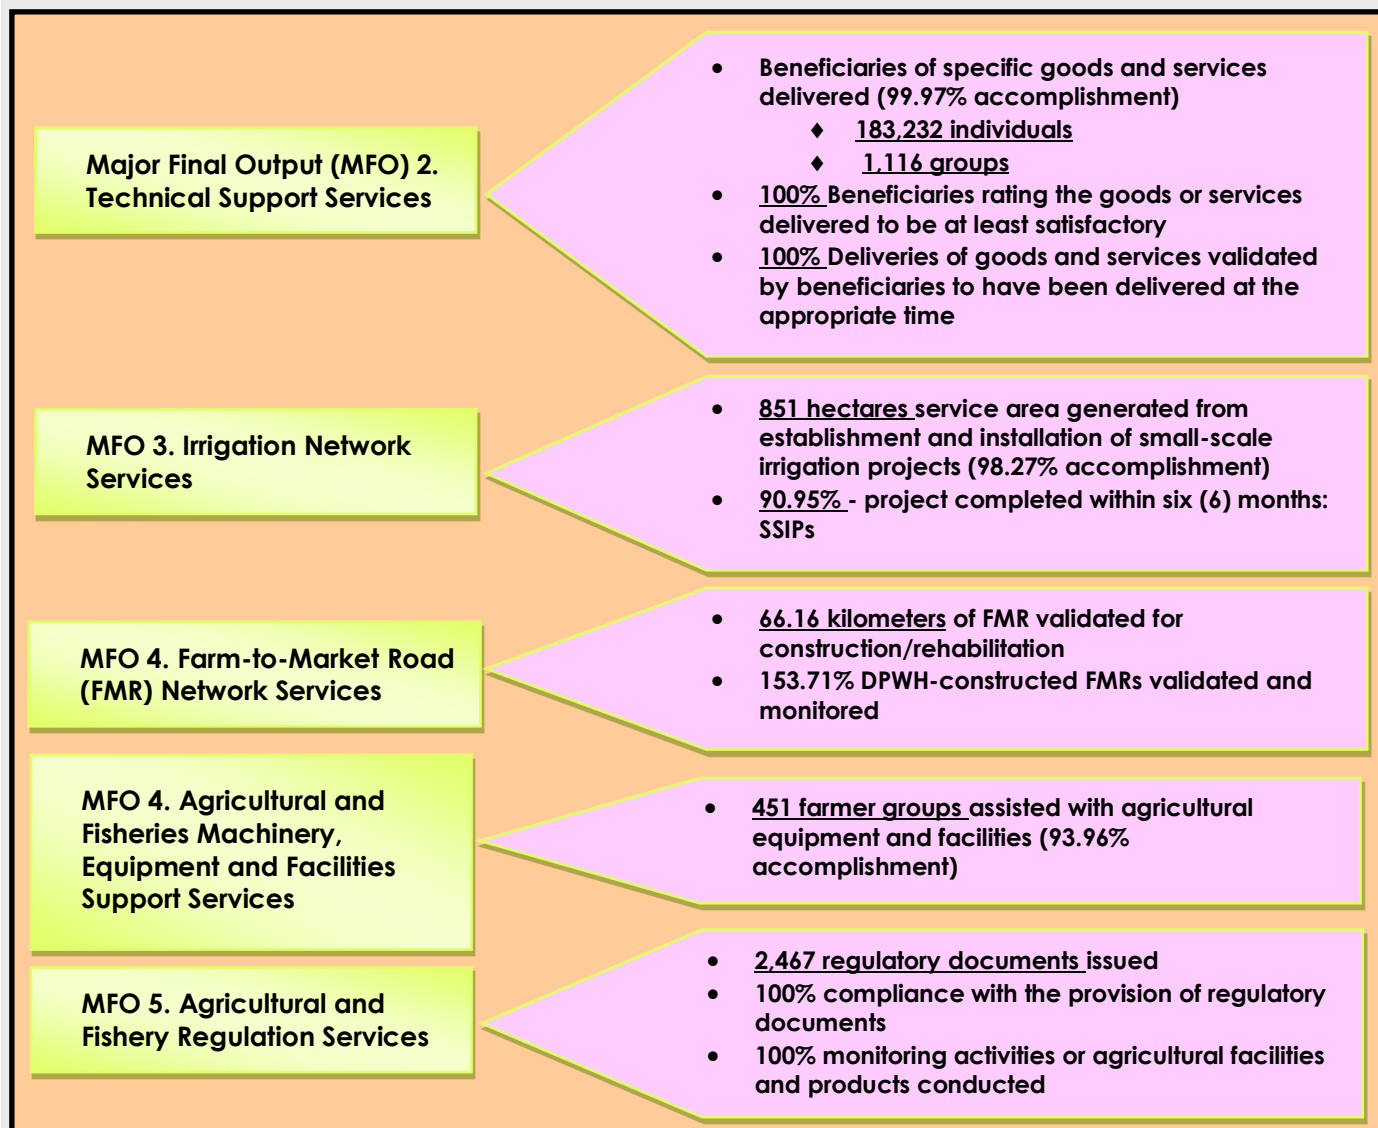 Major Final Output (MFO) 2.
Technical Support Services
• Beneficiaries of specific goods and services
delivered (99.97% accomplishment)
♦ 183,232 individuals
♦ 1,116 groups
• 100% Beneficiaries rating the goods or services
delivered to be at least satisfactory
• 100% Deliveries of goods and services validated
by beneficiaries to have been delivered at the
appropriate time
MFO 3. Irrigation Network
Services
• 851 hectares service area generated from
establishment and installation of small-scale
irrigation projects (98.27% accomplishment)
• 90.95% - project completed within six (6) months:
SSIPs
MFO 4. Farm-to-Market Road
(FMR) Network Services
• 66.16 kilometers of FMR validated for
construction/rehabilitation
• 153.71% DPWH-constructed FMRs validated and
monitored
MFO 4. Agricultural and
Fisheries Machinery,
Equipment and Facilities
Support Services
• 451 farmer groups assisted with agricultural
equipment and facilities (93.96%
accomplishment)
MFO 5. Agricultural and
Fishery Regulation Services
• 2,467 regulatory documents issued
• 100% compliance with the provision of regulatory
documents
• 100% monitoring activities or agricultural facilities
and products conducted